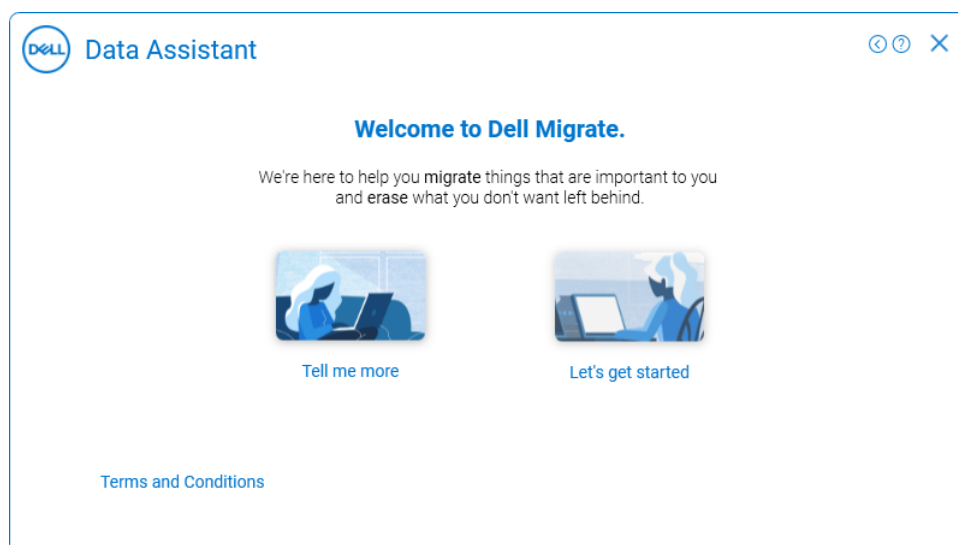 DELL
Data Assistant
Welcome to Dell Migrate.
We're here to help you migrate things that are important to you
and erase what you don't want left behind.
Tell me more
Let's get started
Terms and Conditions